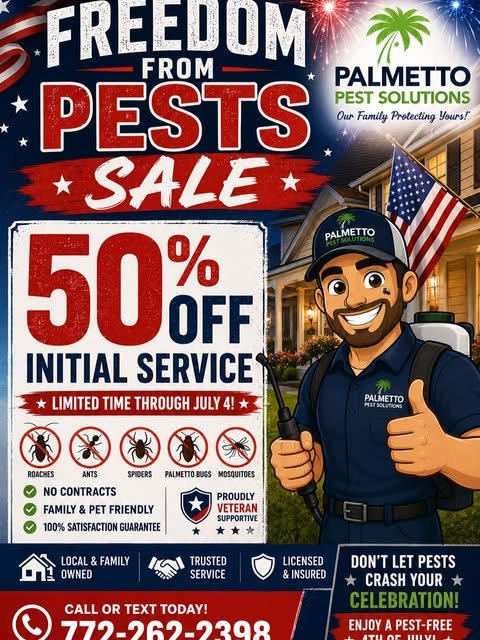 FREEDOM
FROM
PESTS
SALE
PALMETTO
PEST SOLUTIONS
Our Family Protecting Yours!
50% OFF
INITIAL SERVICE
LIMITED TIME THROUGH JULY 4!
ROACHES ANTS SPIDERS PALMETTO BUGS MOSQUITOES
NO CONTRACTS
FAMILY & PET FRIENDLY
100% SATISFACTION GUARANTEE
PROUDLY
VETERAN
SUPPORTIVE
PALMETTO
PEST SOLUTIONS
PALMETTO
PEST SOLUTIONS
LOCAL & FAMILY
OWNED
TRUSTED
SERVICE
LICENSED
& INSURED
DON'T LET PESTS
CRASH YOUR
CELEBRATION!
ENJOY A PEST-FREE
4TH OF JULY!
CALL OR TEXT TODAY!
772-262-2398